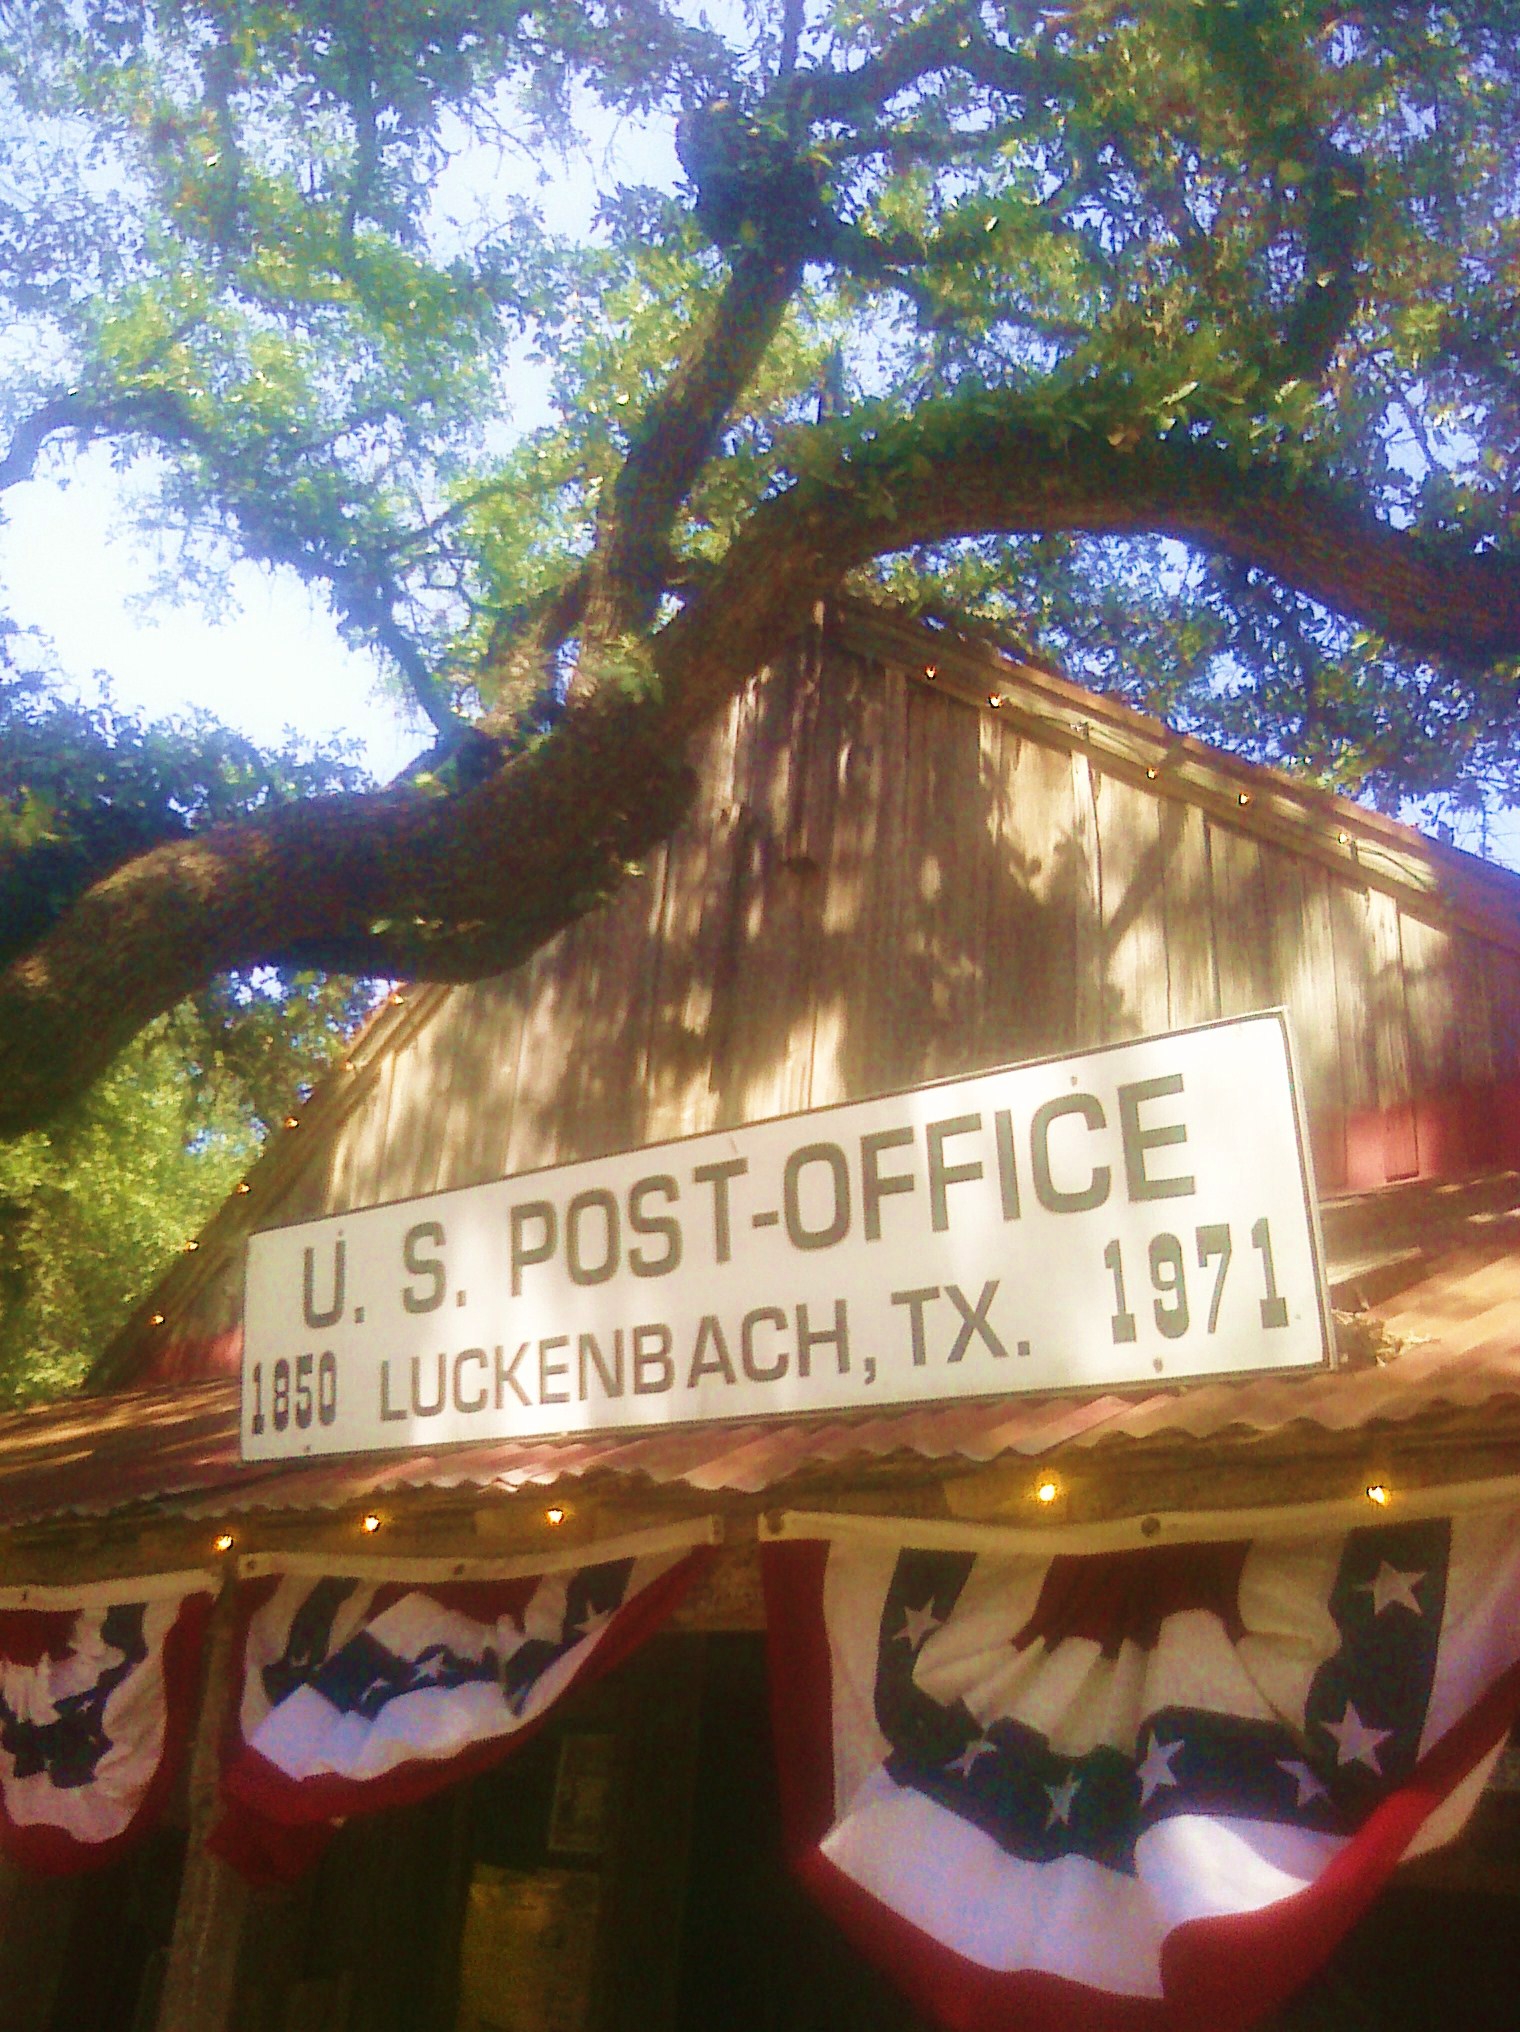 U. S. POST-OFFICE
1850 LUCKENBACH, TX. 1971